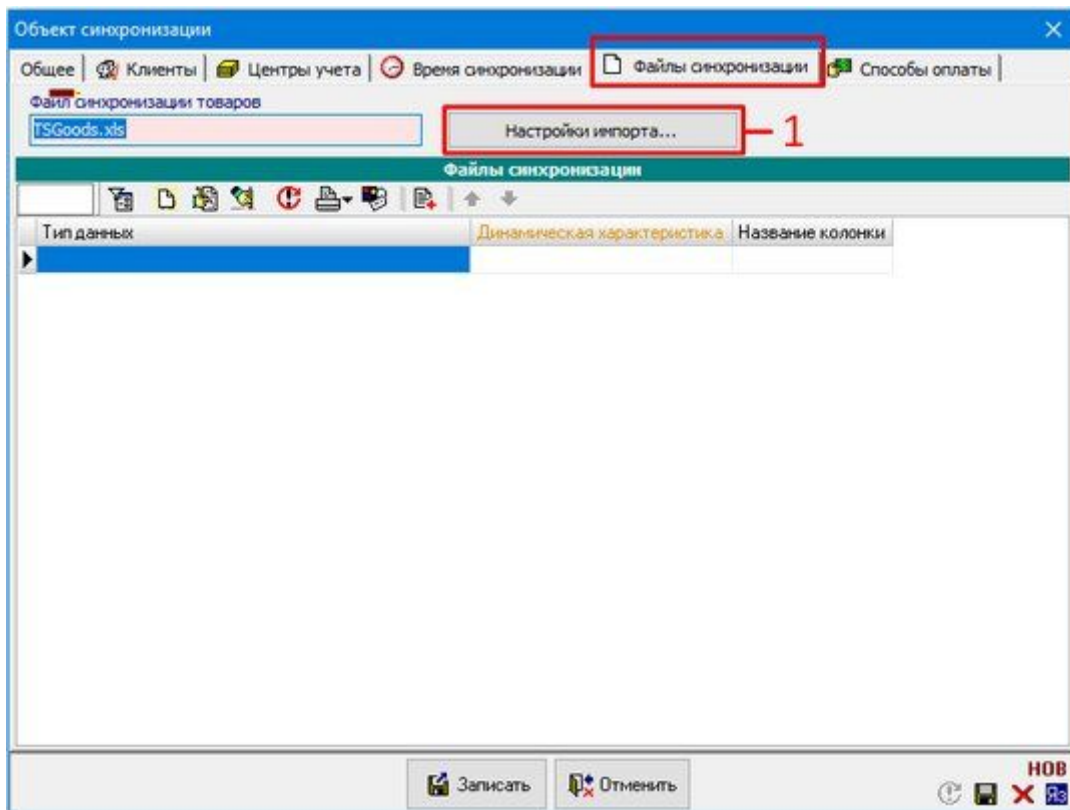 Объект синхронизации
Общее Клиенты Центры учета Время синхронизации Файлы синхронизации Способы оплаты
Файл синхронизации товаров
TSGoods.xls Настройки импорта... 1
Файлы синхронизации
Тип данных Динамическая характеристика Название колонки
Записать Отменить
НОВ
Яз